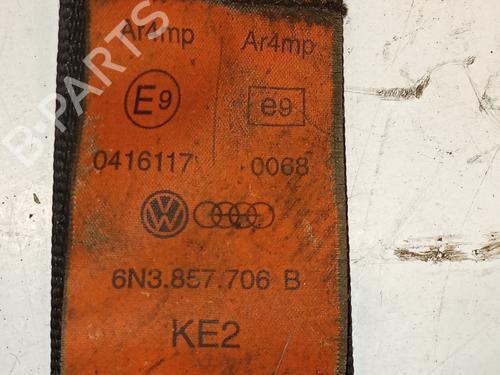 Ar4mp Ar4mp
E9 e9
0416117 0068
6N3.857.706 B
KE2
B-PARTS